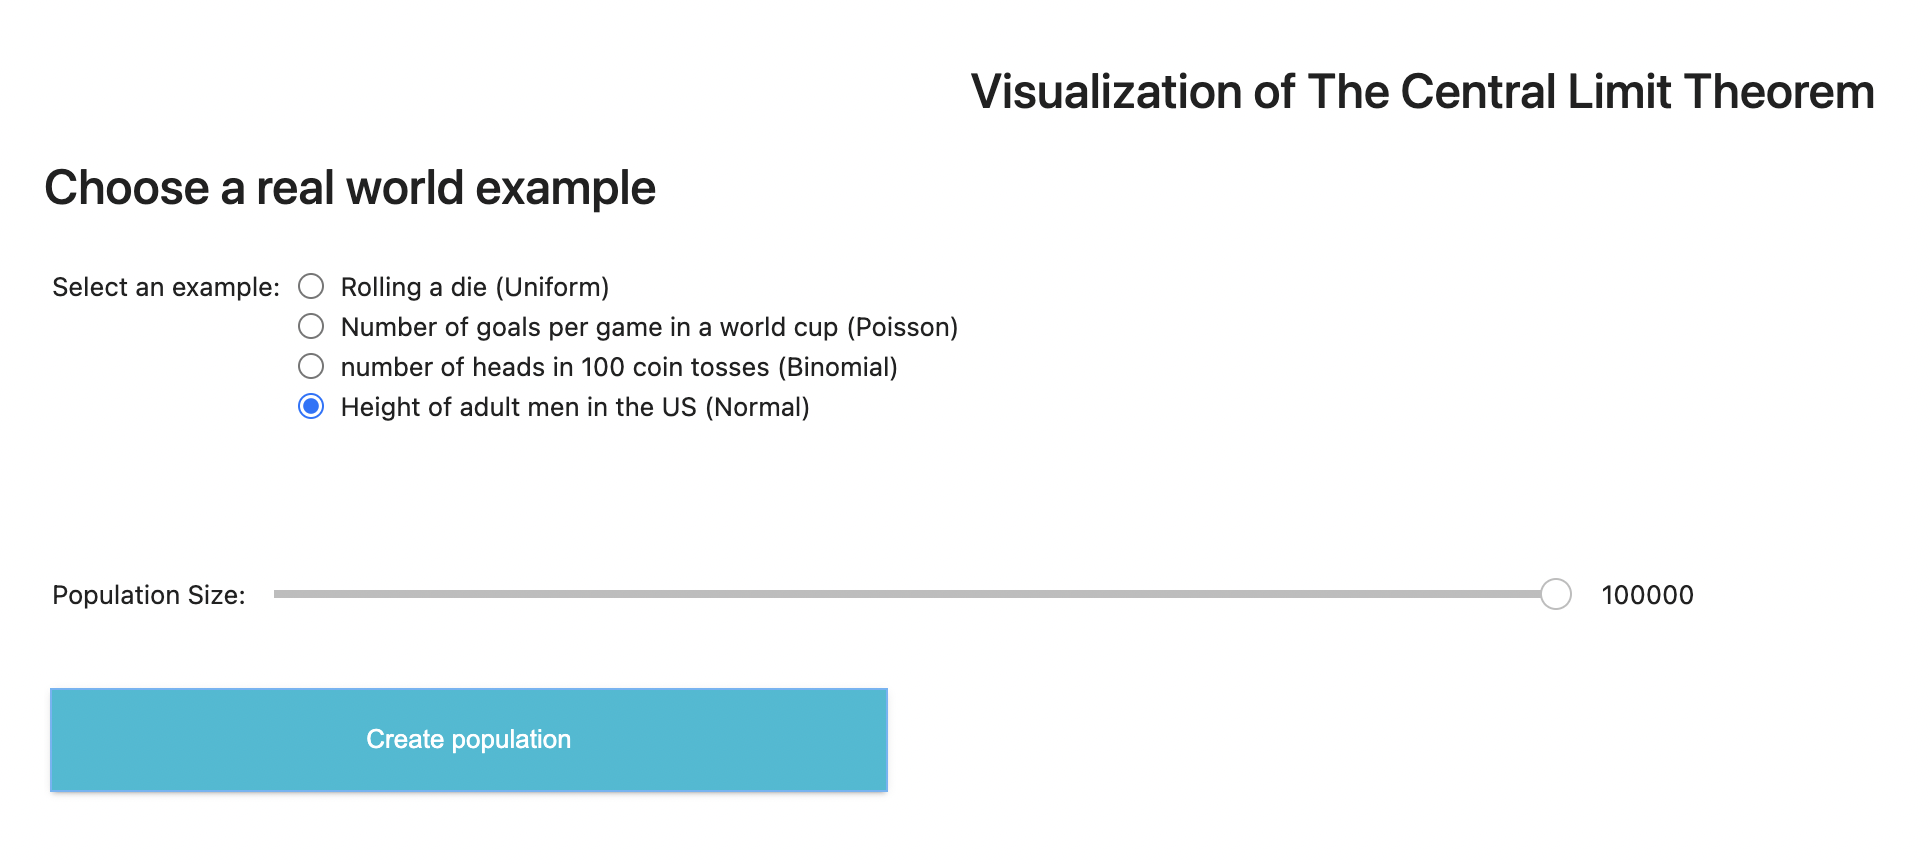 Visualization of The Central Limit Theorem
Choose a real world example
Select an example: Rolling a die (Uniform)
Number of goals per game in a world cup (Poisson)
number of heads in 100 coin tosses (Binomial)
Height of adult men in the US (Normal)
Population Size: 100000
Create population